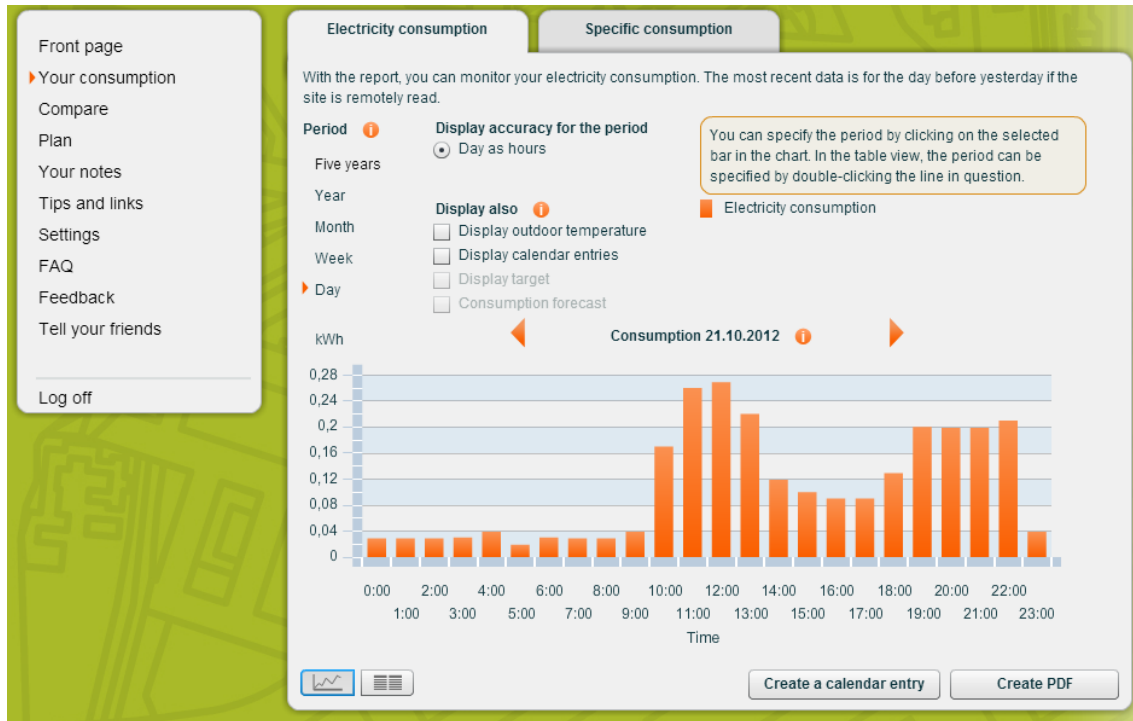 Front page
Your consumption
Compare
Plan
Your notes
Tips and links
Settings
FAQ
Feedback
Tell your friends
Log off
Electricity consumption
Specific consumption
With the report, you can monitor your electricity consumption. The most recent data is for the day before yesterday if the
site is remotely read.
Period
Five years
Year
Month
Week
Day
Display accuracy for the period
Day as hours
Display also
Display outdoor temperature
Display calendar entries
Display target
Consumption forecast
You can specify the period by clicking on the selected
bar in the chart. In the table view, the period can be
specified by double-clicking the line in question.
Electricity consumption
kWh
Consumption 21.10.2012
0,28
0,24
0,2
0,16
0,12
0,08
0,04
0
0:00 2:00 4:00 6:00 8:00 10:00 12:00 14:00 16:00 18:00 20:00 22:00
1:00 3:00 5:00 7:00 9:00 11:00 13:00 15:00 17:00 19:00 21:00 23:00
Time
Create a calendar entry
Create PDF